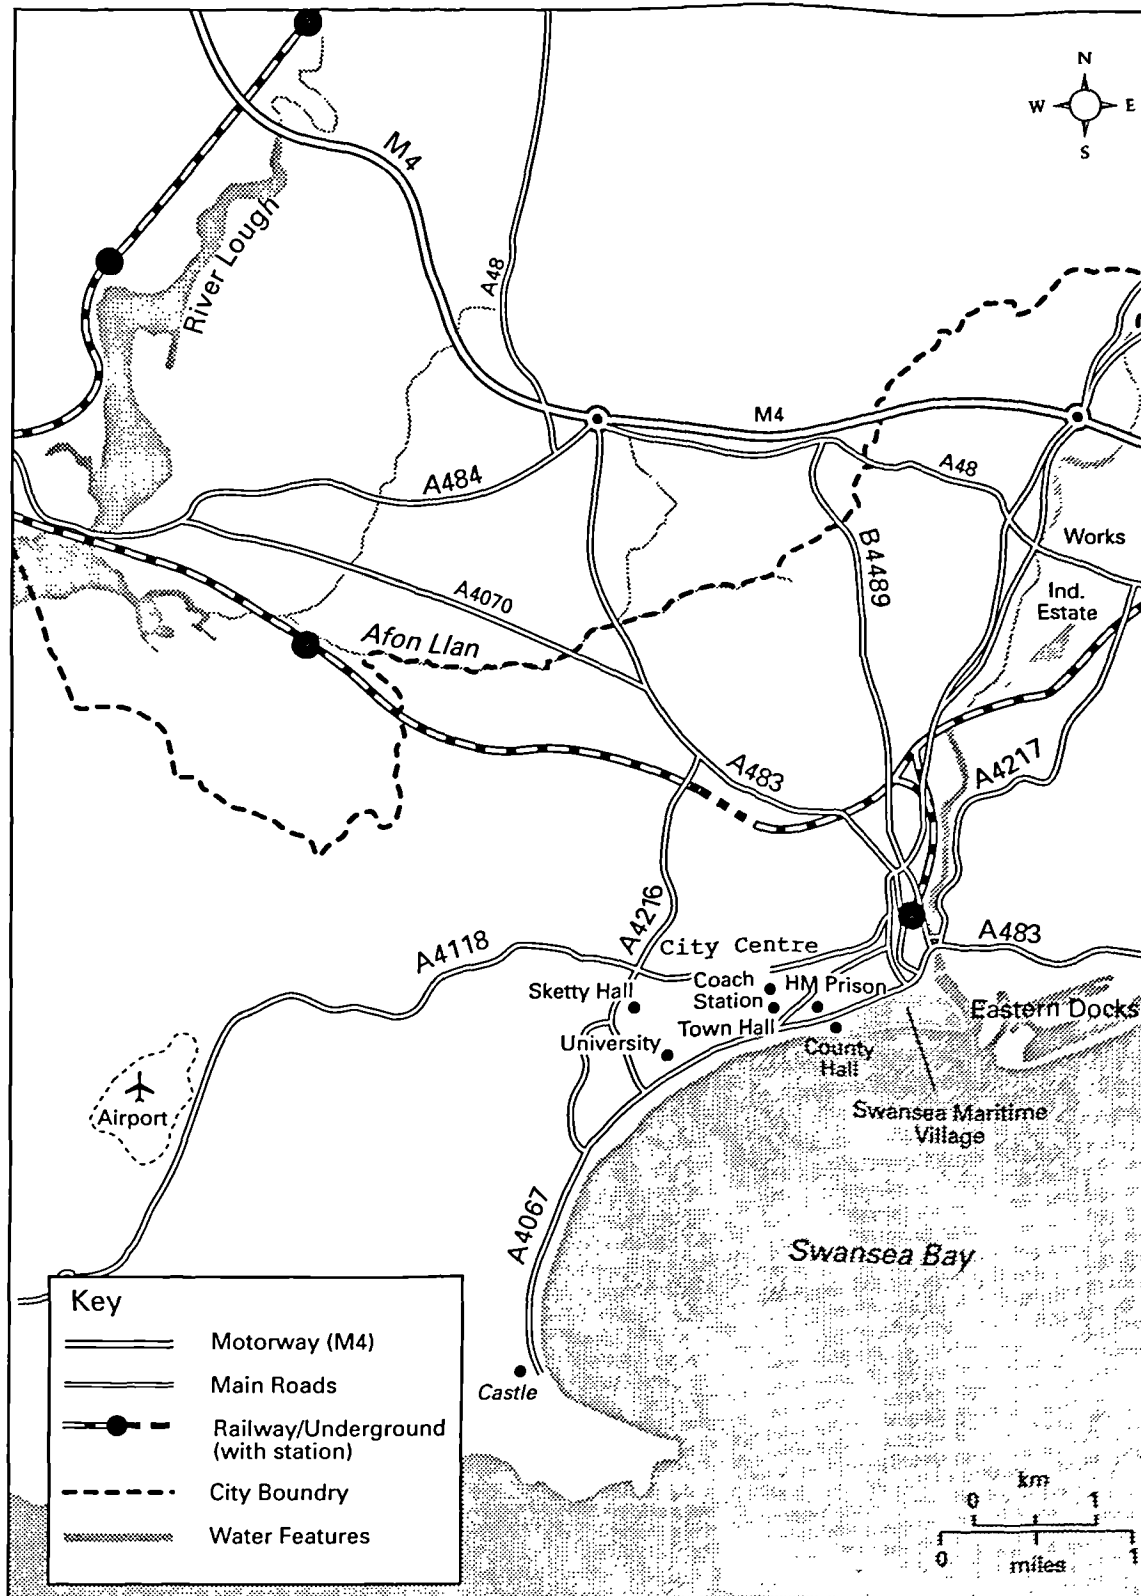 N
W E
S
M4
River Lough
A48
M4
A484
A48
Works
B4489
Ind.
Estate
A4070
Afon Llan
A483
A4217
A4216
A4118
City Centre
A483
Sketty Hall
Coach
Station
HM Prison
Eastern Docks
Town Hall
University
County
Hall
Airport
Swansea Maritime
Village
A4067
Swansea Bay
Castle
Key
Motorway (M4)
Main Roads
Railway/Underground
(with station)
City Boundry
Water Features
km
0 1
0 1
miles